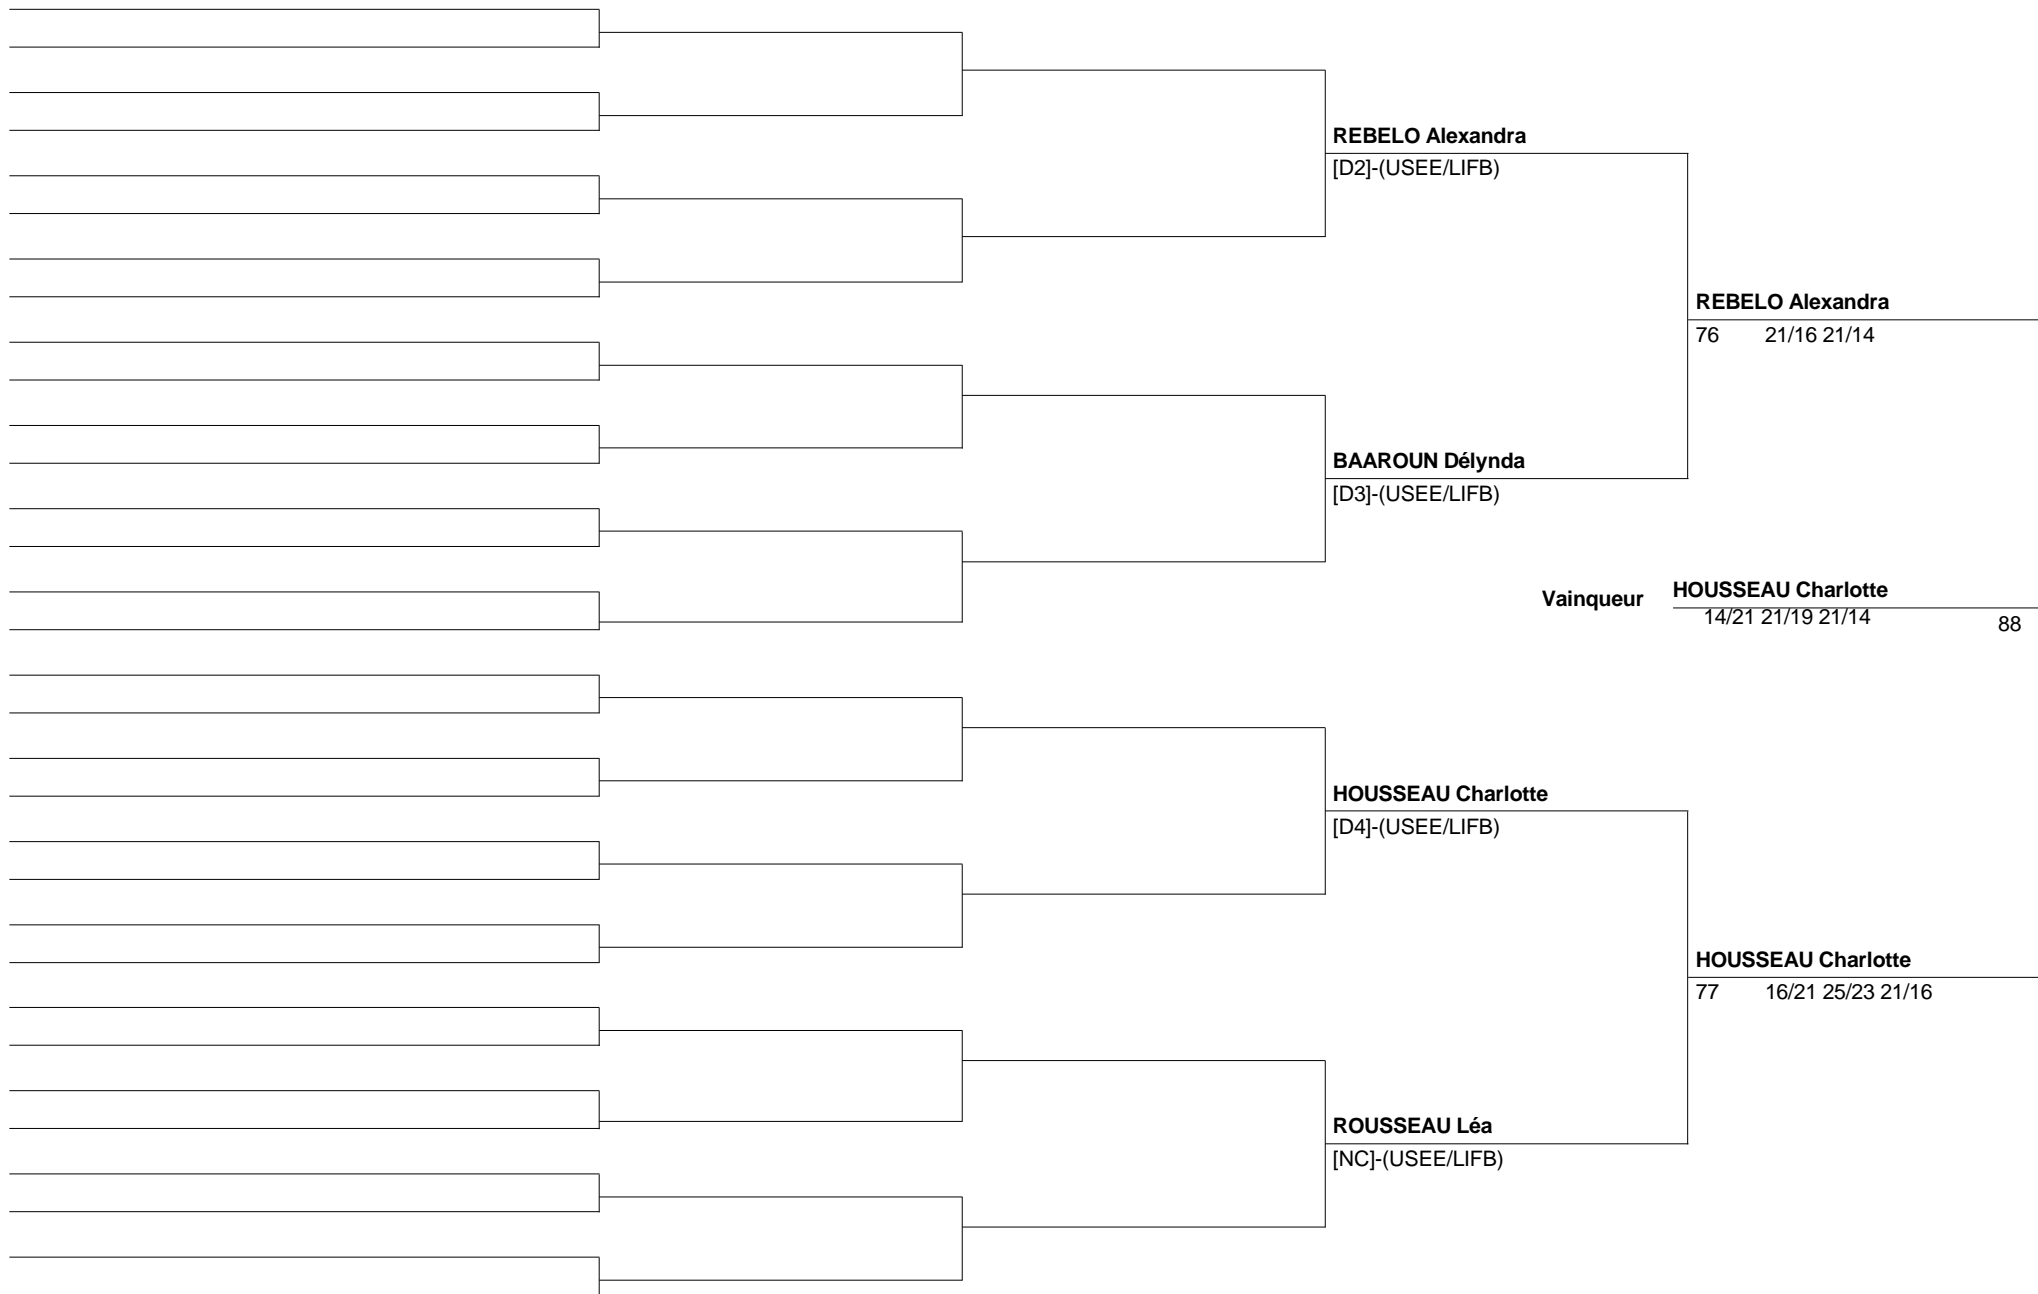 REBELO Alexandra
[D2]-(USEE/LIFB)
REBELO Alexandra
76 21/16 21/14
BAAROUN Délynda
[D3]-(USEE/LIFB)
Vainqueur HOUSSEAU Charlotte
14/21 21/19 21/14 88
HOUSSEAU Charlotte
[D4]-(USEE/LIFB)
HOUSSEAU Charlotte
77 16/21 25/23 21/16
ROUSSEAU Léa
[NC]-(USEE/LIFB)